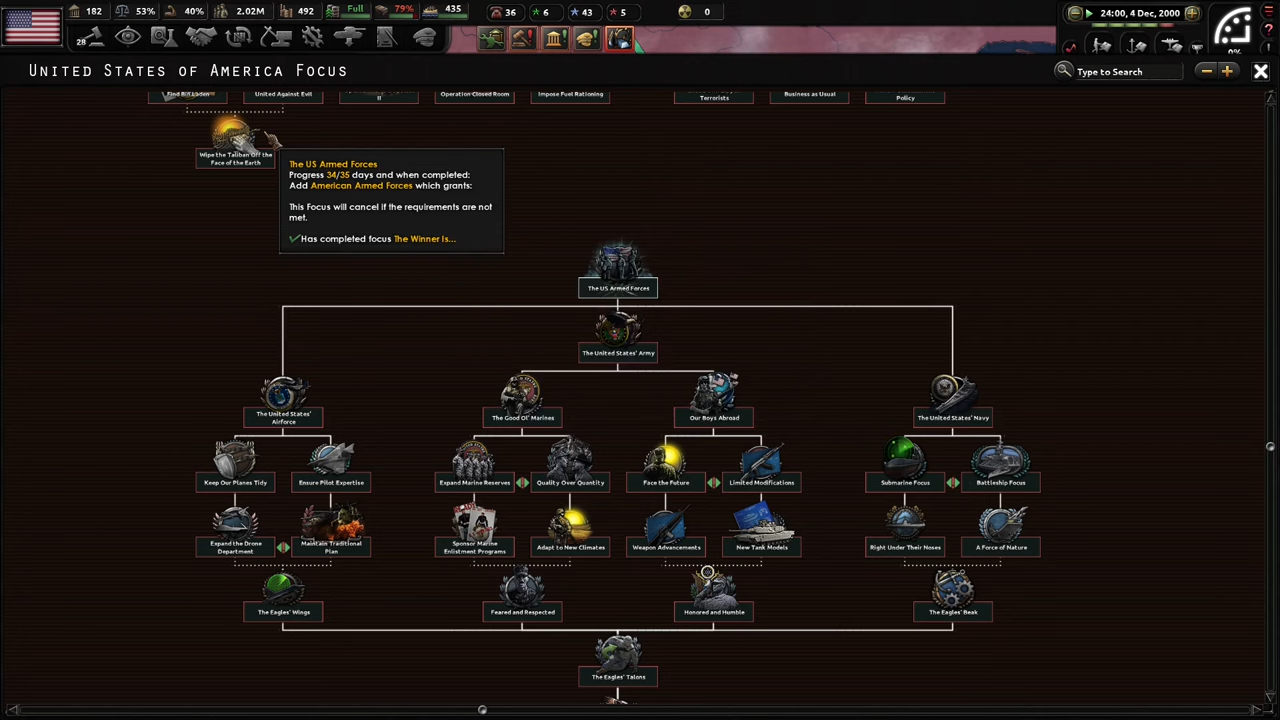 182 53% 40% 2.02M 492 Full 79% 435 36 6 43 5 0 24:00, 4 Dec, 2000
28
0%
United States of America Focus
Type to Search
Find Bin Laden United Against Evil II Operation Closed Room Impose Fuel Rationing Terrorists Business as Usual Policy
Wipe the Taliban Off the
Face of the Earth
The US Armed Forces
Progress 34/35 days and when completed:
Add American Armed Forces which grants:
This Focus will cancel if the requirements are not
met.
Has completed focus The Winner is...
The US Armed Forces
The United States' Army
The United States'
Airforce
The Good Ol' Marines
Our Boys Abroad
The United States' Navy
Keep Our Planes Tidy
Ensure Pilot Expertise
Expand Marine Reserves
Quality Over Quantity
Face the Future
Limited Modifications
Submarine Focus
Battleship Focus
Expand the Drone
Department
Maintain Traditional
Plan
Sponsor Marine
Enlistment Programs
Adapt to New Climates
Weapon Advancements
New Tank Models
Right Under Their Noses
A Force of Nature
The Eagles' Wings
Feared and Respected
Honored and Humble
The Eagles' Beak
The Eagles' Talons